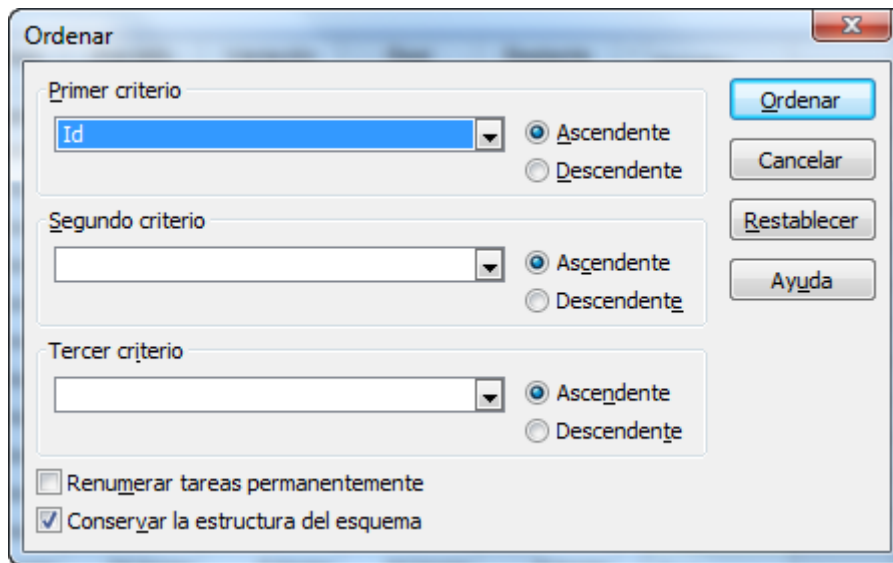 Ordenar
Primer criterio
Id
Ascendente
Descendente
Segundo criterio
Ascendente
Descendente
Tercer criterio
Ascendente
Descendente
Renumerar tareas permanentemente
Conservar la estructura del esquema
Ordenar
Cancelar
Restablecer
Ayuda